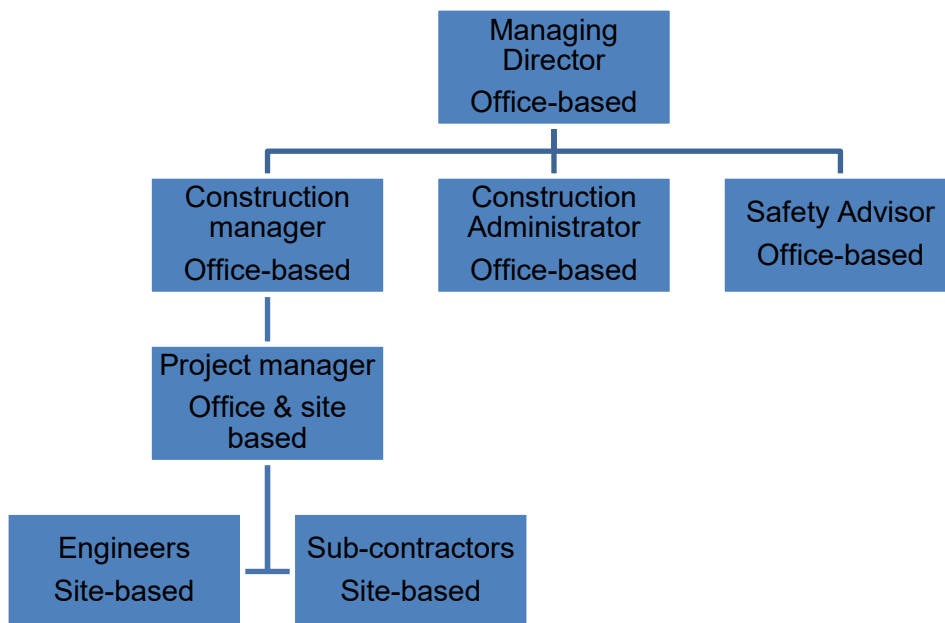 Managing
Director
Office-based
Construction
manager
Office-based
Construction
Administrator
Office-based
Safety Advisor
Office-based
Project manager
Office & site
based
Engineers
Site-based
Sub-contractors
Site-based